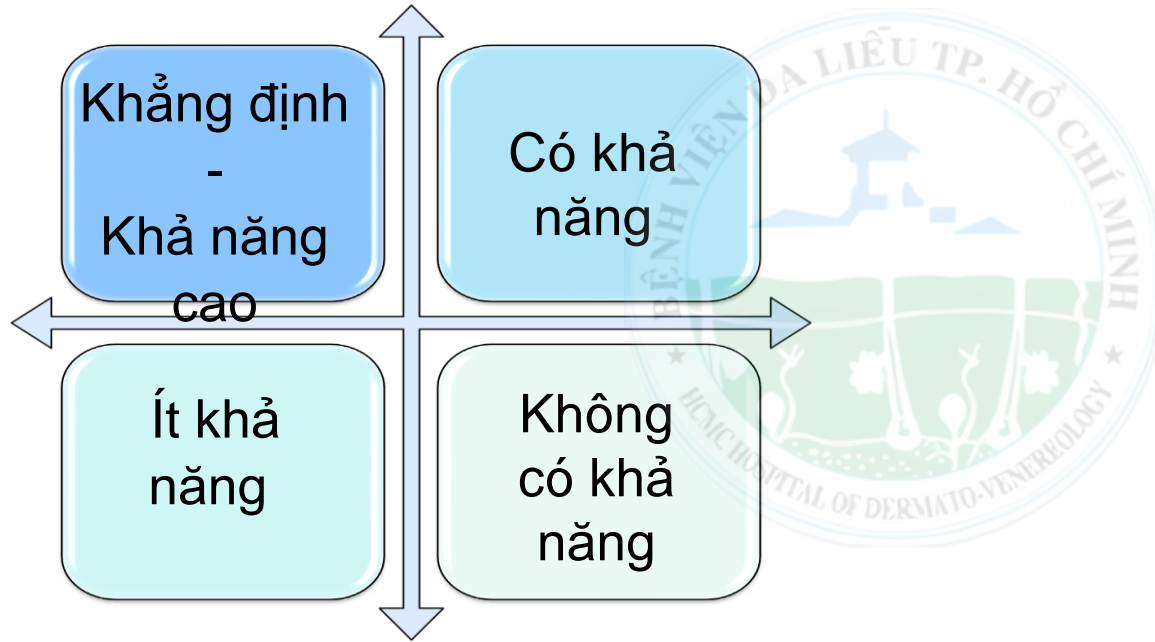 Khẳng định
-
Khả năng
cao
Có khả
năng
Ít khả
năng
Không
có khả
năng
BỆNH VIỆN DA LIỄU TP. HỒ CHÍ MINH
HCMC HOSPITAL OF DERMATO-VENEREOLOGY